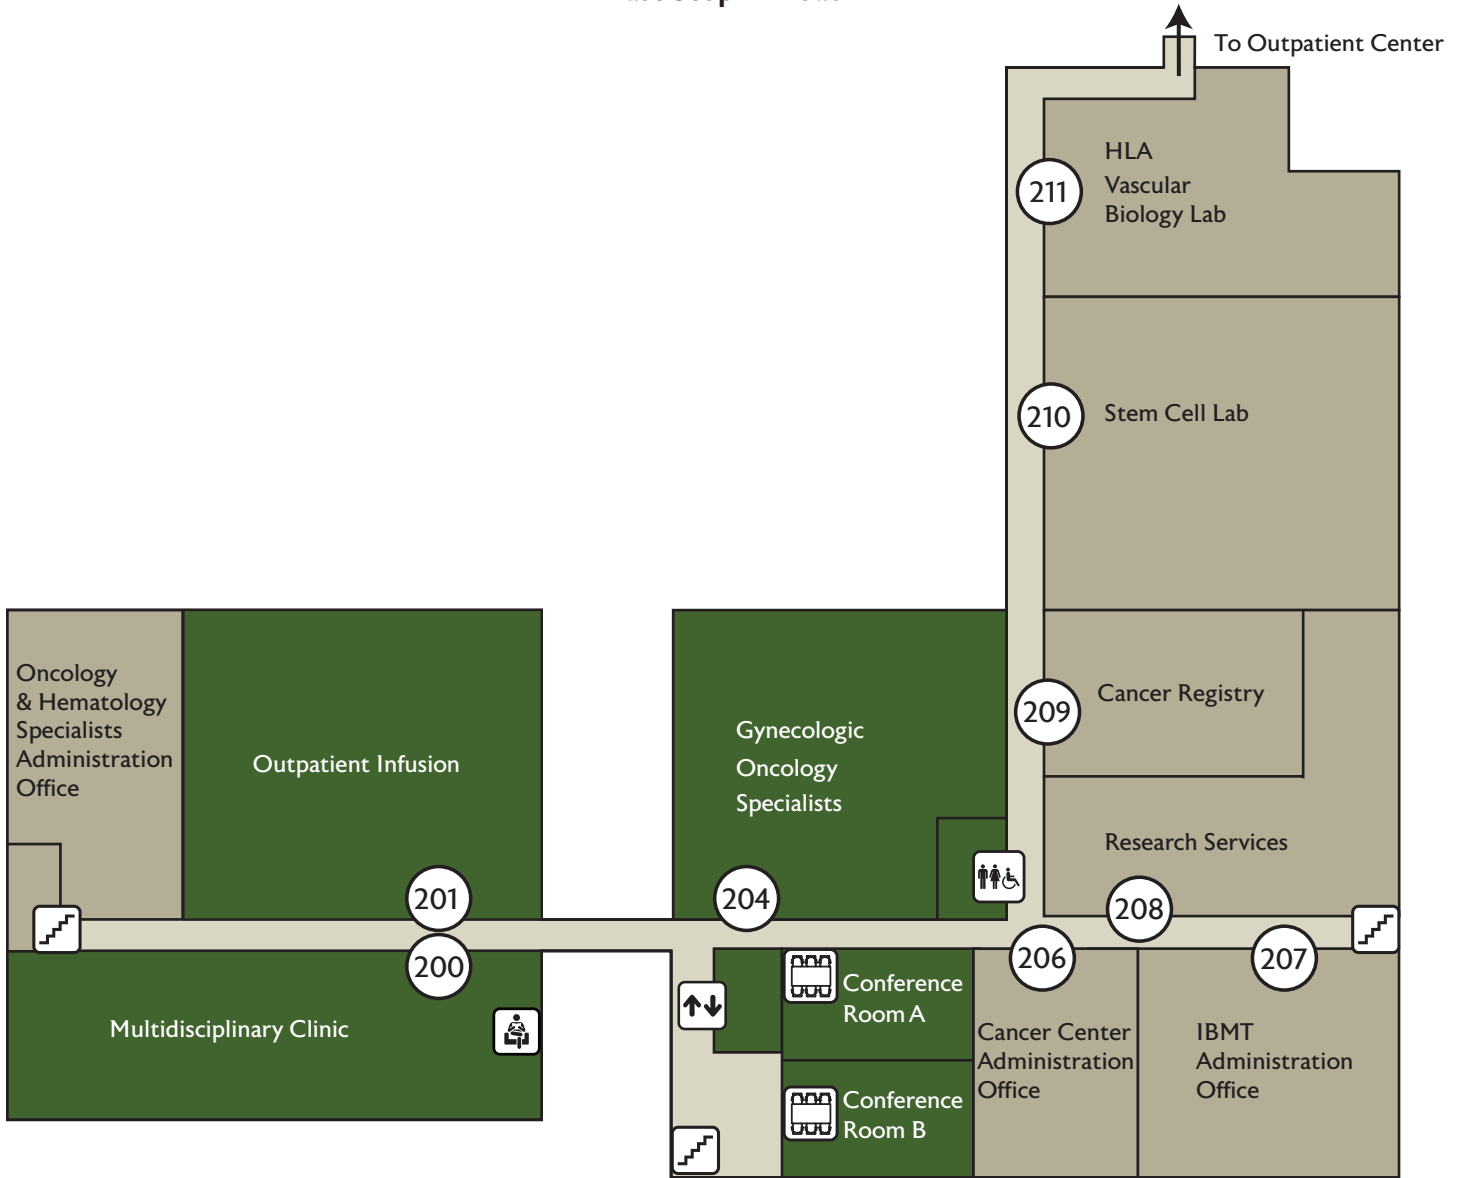 To Outpatient Center
HLA
Vascular
Biology Lab
211
210
Stem Cell Lab
Oncology
& Hematology
Specialists
Administration
Office
Outpatient Infusion
Gynecologic
Oncology
Specialists
209
Cancer Registry
Research Services
201
204
208
200
206
207
Multidisciplinary Clinic
Conference
Room A
Cancer Center
Administration
Office
IBMT
Administration
Office
Conference
Room B